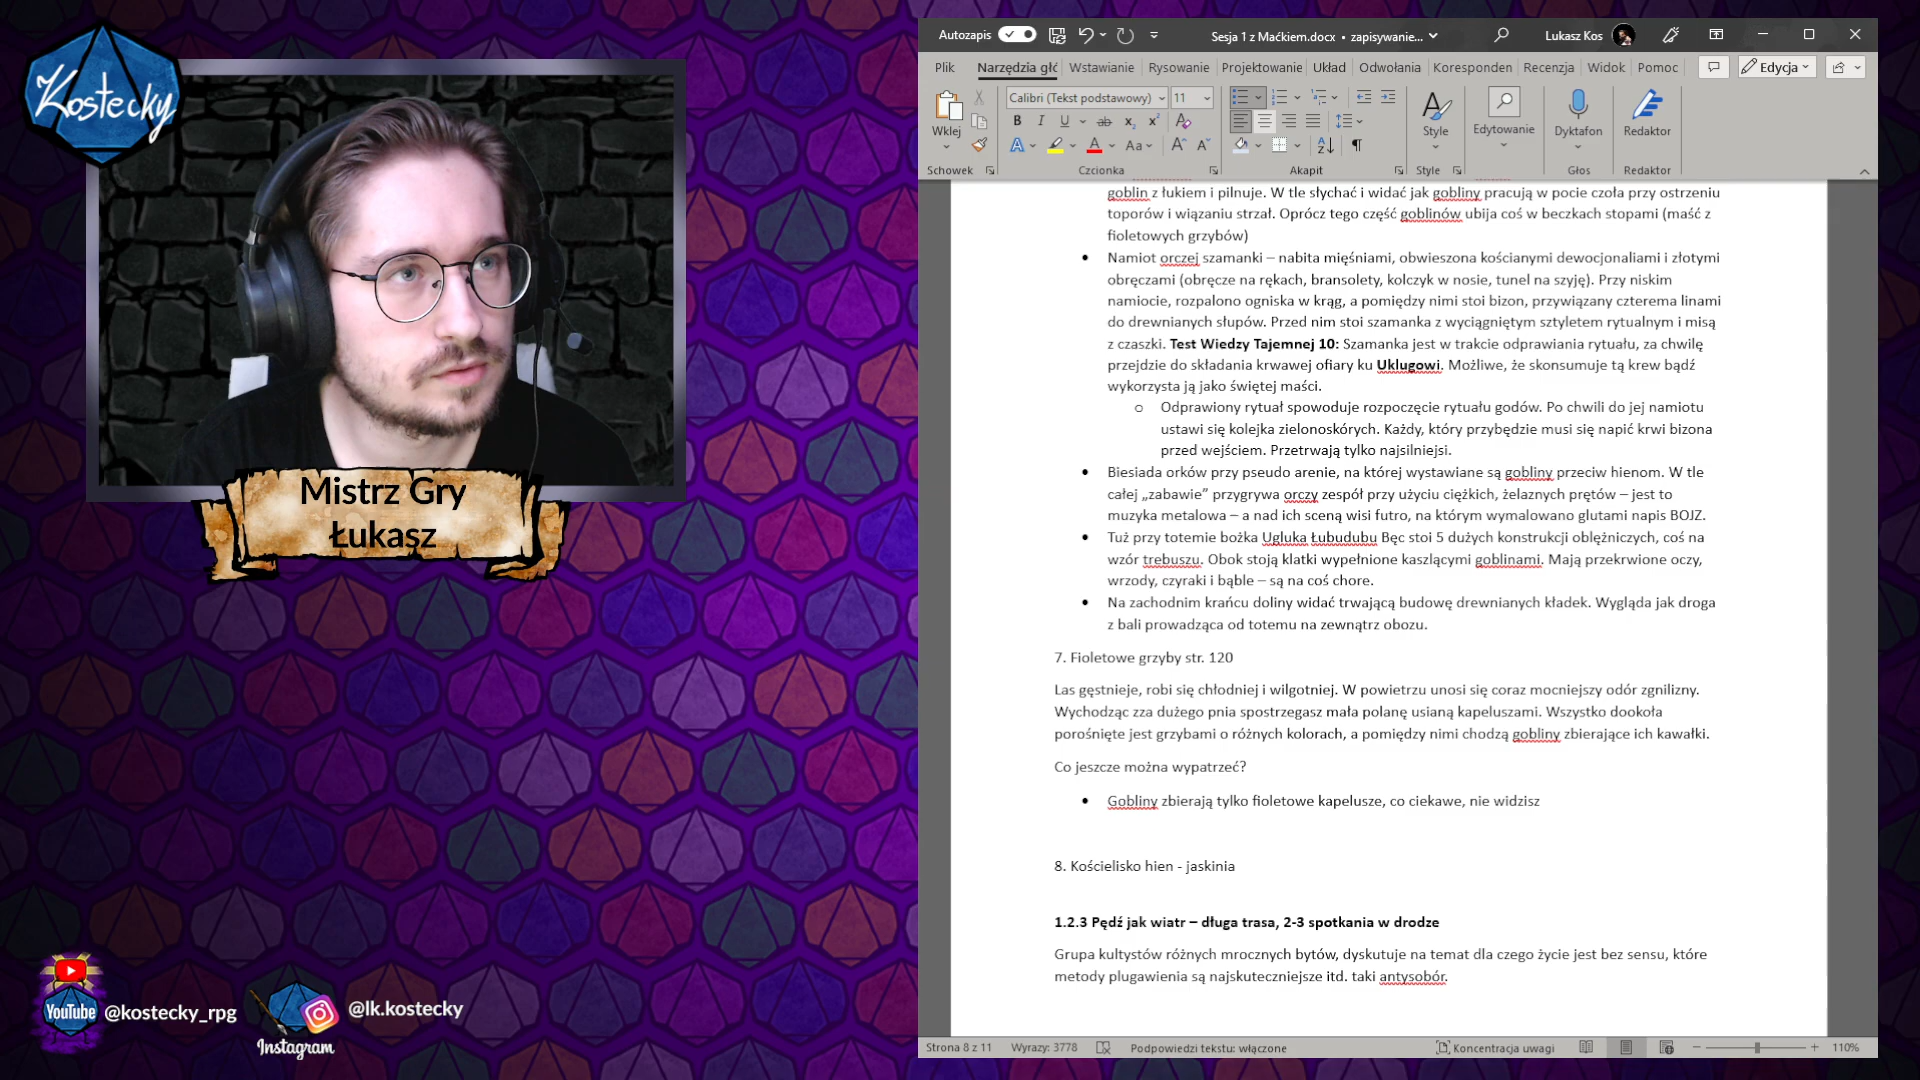 Kostecky
Mistrz Gry
Łukasz
YouTube
@kostecky_rpg
@lk.kostecky
Instagram
Autozapis
Sesja 1 z Maćkiem.docx • zapisywanie...
Lukasz Kos
Plik
Narzędzia głó
Wstawianie
Rysowanie
Projektowanie
Układ
Odwołania
Koresponden
Recenzja
Widok
Pomoc
Edycja
Wklej
Calibri (Tekst podstawowy)
11
Style
Edytowanie
Dyktafon
Redaktor
Schowek
Czcionka
Akapit
Style
Głos
Redaktor
goblin z łukiem i pilnuje. W tle słychać i widać jak gobliny pracują w pocie czoła przy ostrzeniu
toporów i wiązaniu strzał. Oprócz tego część goblinów ubija coś w beczkach stopami (maść z
fioletowych grzybów)
• Namiot orczej szamanki – nabita mięśniami, obwieszona kościanymi dewocjonaliami i złotymi
obręczami (obręcze na rękach, bransolety, kolczyk w nosie, tunel na szyję). Przy niskim
namiocie, rozpalono ogniska w krąg, a pomiędzy nimi stoi bizon, przywiązany czterema linami
do drewnianych słupów. Przed nim stoi szamanka z wyciągniętym sztyletem rytualnym i misą
z czaszki. Test Wiedzy Tajemnej 10: Szamanka jest w trakcie odprawiania rytuału, za chwilę
przejdzie do składania krwawej ofiary ku Uklugowi. Możliwe, że skonsumuje tą krew bądź
wykorzysta ją jako świętej maści.
o Odprawiony rytuał spowoduje rozpoczęcie rytuału godów. Po chwili do jej namiotu
ustawi się kolejka zielonoskórych. Każdy, który przybędzie musi się napić krwi bizona
przed wejściem. Przetrwają tylko najsilniejsi.
• Biesiada orków przy pseudo arenie, na której wystawiane są gobliny przeciw hienom. W tle
całej „zabawie” przygrywa orczy zespół przy użyciu ciężkich, żelaznych prętów – jest to
muzyka metalowa – a nad ich sceną wisi futro, na którym wymalowano glutami napis BOJZ.
• Tuż przy totemie bożka Ugluka Łubudubu Bęc stoi 5 dużych konstrukcji oblężniczych, coś na
wzór trebuszu. Obok stoją klatki wypełnione kaszlącymi goblinami. Mają przekrwione oczy,
wrzody, czyraki i bąble – są na coś chore.
• Na zachodnim krańcu doliny widać trwającą budowę drewnianych kładek. Wygląda jak droga
z bali prowadząca od totemu na zewnątrz obozu.
7. Fioletowe grzyby str. 120
Las gęstnieje, robi się chłodniej i wilgotniej. W powietrzu unosi się coraz mocniejszy odór zgnilizny.
Wychodząc zza dużego pnia spostrzegasz mała polanę usianą kapeluszami. Wszystko dookoła
porośnięte jest grzybami o różnych kolorach, a pomiędzy nimi chodzą gobliny zbierające ich kawałki.
Co jeszcze można wypatrzeć?
• Gobliny zbierają tylko fioletowe kapelusze, co ciekawe, nie widzisz
8. Kościelisko hien - jaskinia
1.2.3 Pędź jak wiatr – długa trasa, 2-3 spotkania w drodze
Grupa kultystów różnych mrocznych bytów, dyskutuje na temat dla czego życie jest bez sensu, które
metody plugawienia są najskuteczniejsze itd. taki antysobór.
Strona 8 z 11
Wyrazy: 3778
Podpowiedzi tekstu: włączone
Koncentracja uwagi
110%